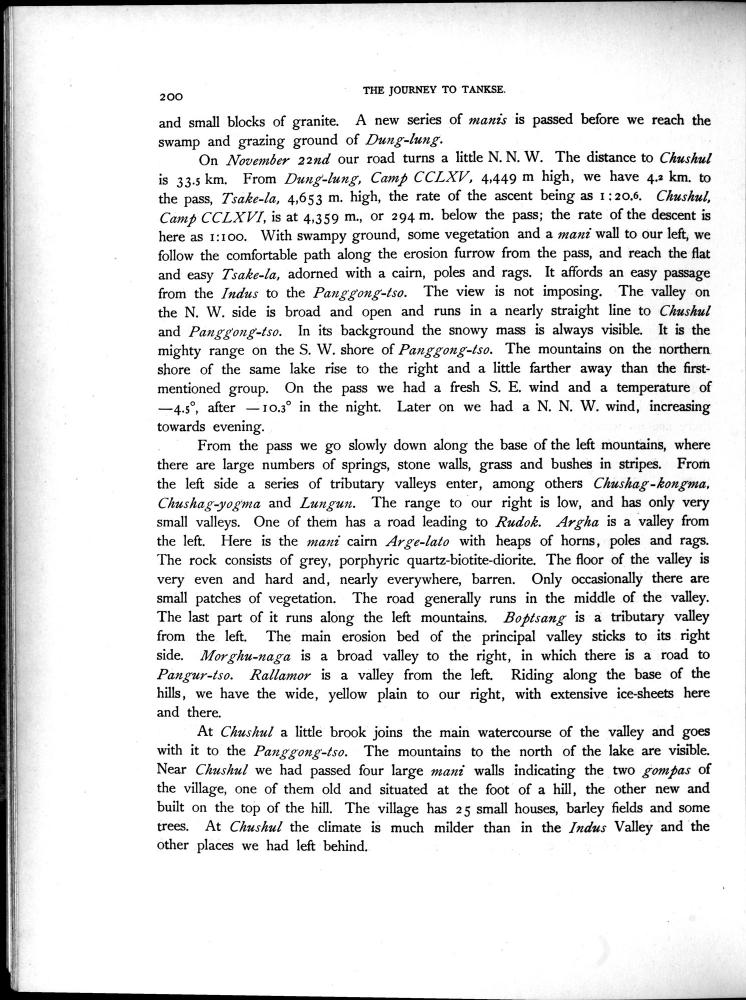 200
THE JOURNEY TO TANKSE.
and small blocks of granite. A new series of manis is passed before we reach the
swamp and grazing ground of Dung-lung.
On November 22nd our road turns a little N. N. W. The distance to Chushul
is 33.5 km. From Dung-lung, Camp CCLXV, 4,449 m high, we have 4.2 km. to
the pass, Tsake-la, 4,653 m. high, the rate of the ascent being as 1:20.6. Chushul,
Camp CCLXVI, is at 4,359 m., or 294 m. below the pass; the rate of the descent is
here as 1:100. With swampy ground, some vegetation and a mani wall to our left, we
follow the comfortable path along the erosion furrow from the pass, and reach the flat
and easy Tsake-la, adorned with a cairn, poles and rags. It affords an easy passage
from the Indus to the Panggong-tso. The view is not imposing. The valley on
the N. W. side is broad and open and runs in a nearly straight line to Chushul
and Panggong-tso. In its background the snowy mass is always visible. It is the
mighty range on the S. W. shore of Panggong-tso. The mountains on the northern
shore of the same lake rise to the right and a little farther away than the first-
mentioned group. On the pass we had a fresh S. E. wind and a temperature of
—4.5°, after —10.3° in the night. Later on we had a N. N. W. wind, increasing
towards evening.
From the pass we go slowly down along the base of the left mountains, where
there are large numbers of springs, stone walls, grass and bushes in stripes. From
the left side a series of tributary valleys enter, among others Chushag-kongma,
Chushag-yogma and Lungun. The range to our right is low, and has only very
small valleys. One of them has a road leading to Rudok. Argha is a valley from
the left. Here is the mani cairn Arge-lato with heaps of horns, poles and rags.
The rock consists of grey, porphyric quartz-biotite-diorite. The floor of the valley is
very even and hard and, nearly everywhere, barren. Only occasionally there are
small patches of vegetation. The road generally runs in the middle of the valley.
The last part of it runs along the left mountains. Boptsang is a tributary valley
from the left. The main erosion bed of the principal valley sticks to its right
side. Morghu-naga is a broad valley to the right, in which there is a road to
Pangur-tso. Rallamor is a valley from the left. Riding along the base of the
hills, we have the wide, yellow plain to our right, with extensive ice-sheets here
and there.
At Chushul a little brook joins the main watercourse of the valley and goes
with it to the Panggong-tso. The mountains to the north of the lake are visible.
Near Chushul we had passed four large mani walls indicating the two gompas of
the village, one of them old and situated at the foot of a hill, the other new and
built on the top of the hill. The village has 25 small houses, barley fields and some
trees. At Chushul the climate is much milder than in the Indus Valley and the
other places we had left behind.